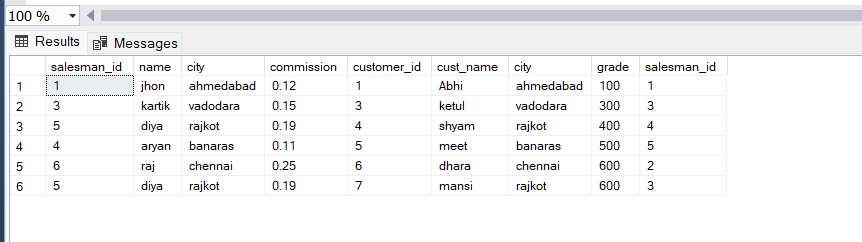 100 %
Results Messages
salesman_id name city commission customer_id cust_name city grade salesman_id
1 1 jhon ahmedabad 0.12 1 Abhi ahmedabad 100 1
2 3 kartik vadodara 0.15 3 ketul vadodara 300 3
3 5 diya rajkot 0.19 4 shyam rajkot 400 4
4 4 aryan banaras 0.11 5 meet banaras 500 5
5 6 raj chennai 0.25 6 dhara chennai 600 2
6 5 diya rajkot 0.19 7 mansi rajkot 600 3